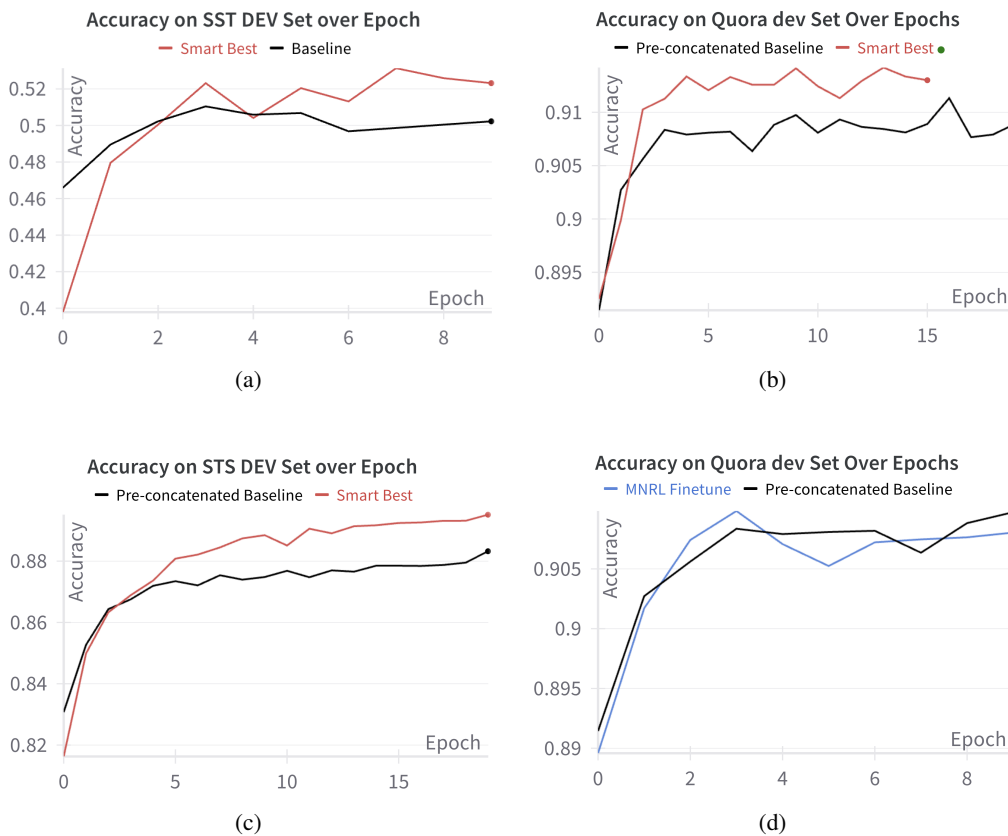 Accuracy on SST DEV Set over Epoch
Smart Best Baseline
Accuracy
0.52
0.5
0.48
0.46
0.44
0.42
0.4
Epoch
0 2 4 6 8
(a)
Accuracy on Quora dev Set Over Epochs
Pre-concatenated Baseline Smart Best
Accuracy
0.91
0.905
0.9
0.895
Epoch
0 5 10 15
(b)
Accuracy on STS DEV Set over Epoch
Pre-concatenated Baseline Smart Best
Accuracy
0.88
0.86
0.84
0.82
Epoch
0 5 10 15
(c)
Accuracy on Quora dev Set Over Epochs
MNRL Finetune Pre-concatenated Baseline
Accuracy
0.905
0.9
0.895
0.89
Epoch
0 2 4 6 8
(d)